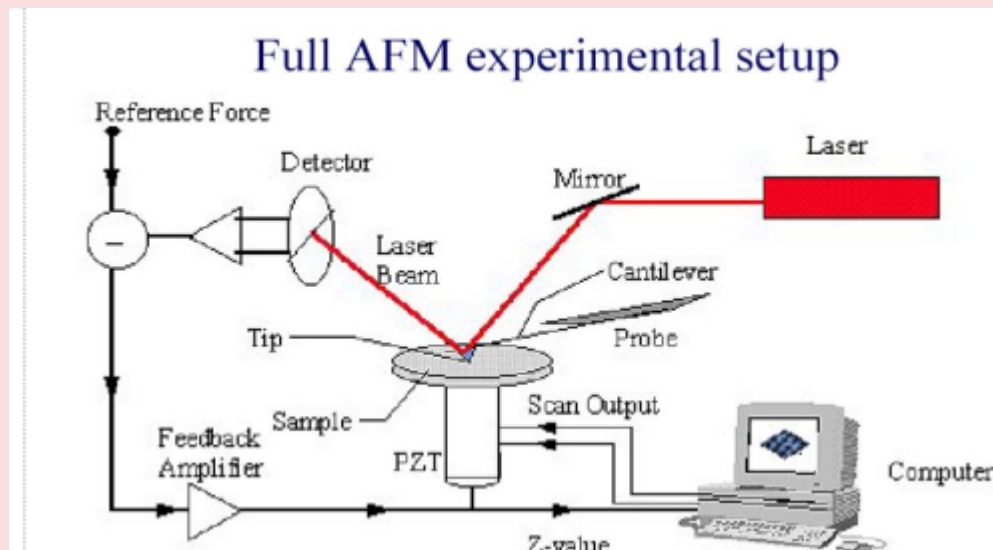 Full AFM experimental setup
Reference Force
Detector
Laser
Mirror
Laser
Beam
Cantilever
Tip
Probe
Sample
Scan Output
Feedback
Amplifier
PZT
Computer
Z-value